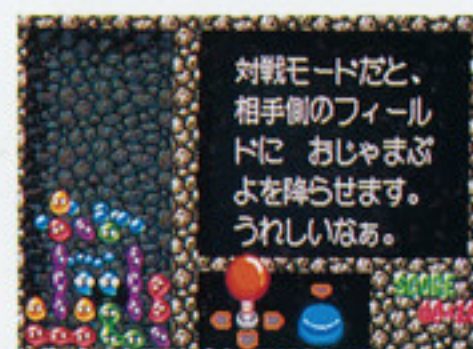 対戦モードだと、
相手側のフィール
ドに おじゃまぷ
よを降らせます。
うれしいなぁ。
SCORE